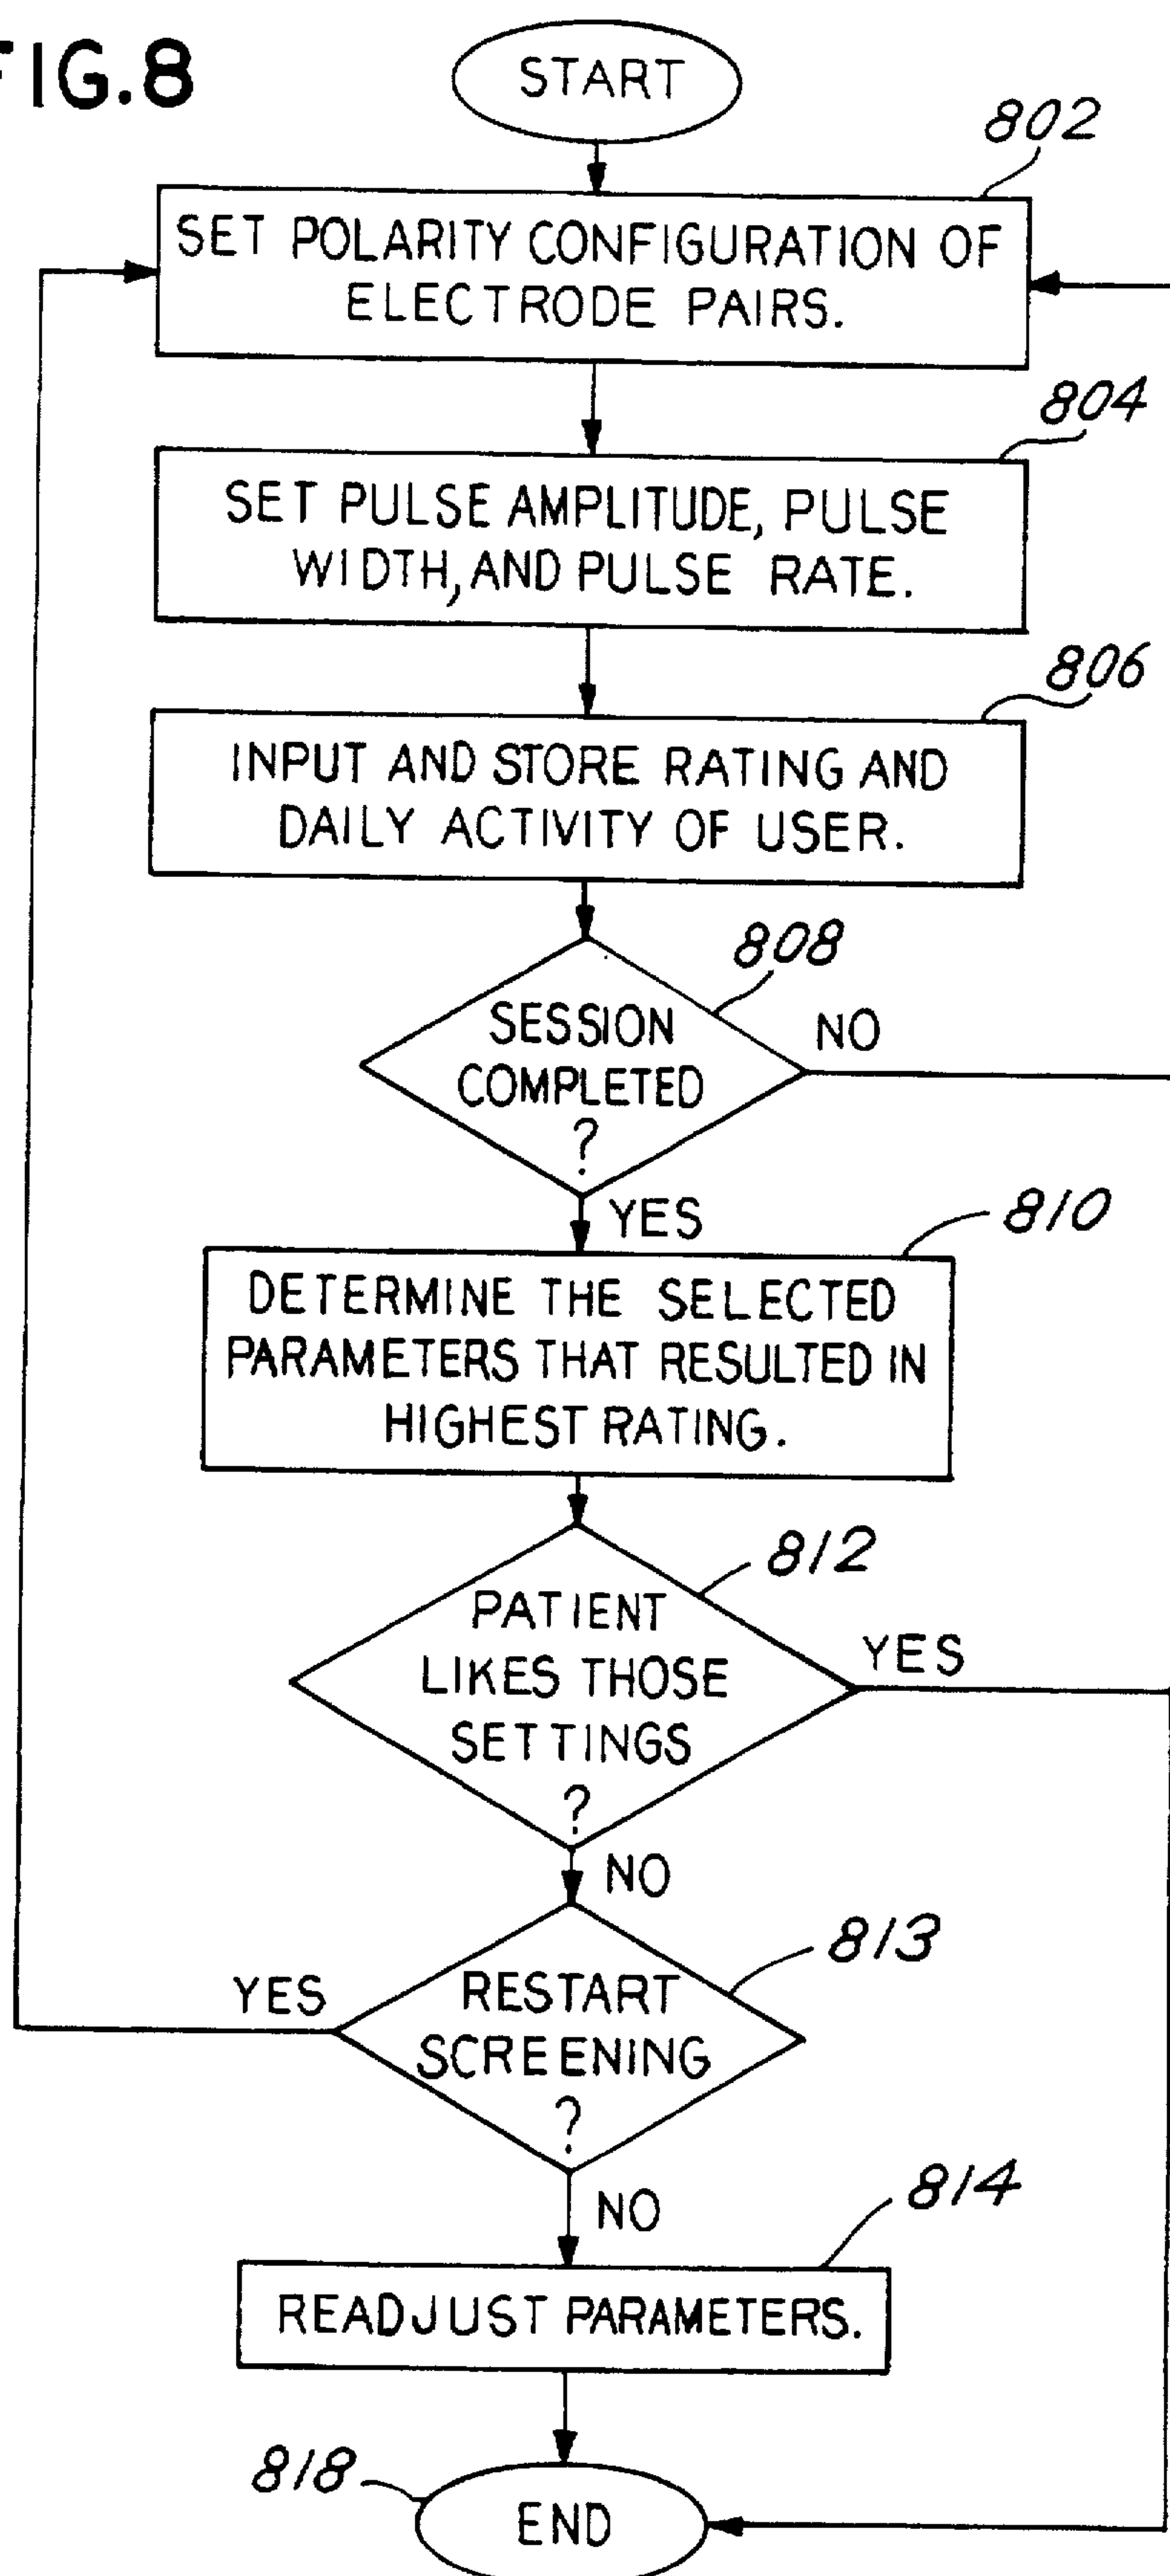 FIG.8
START
802
SET POLARITY CONFIGURATION OF
ELECTRODE PAIRS.
804
SET PULSE AMPLITUDE, PULSE
WIDTH, AND PULSE RATE.
806
INPUT AND STORE RATING AND
DAILY ACTIVITY OF USER.
808
SESSION
COMPLETED
?
NO
YES
810
DETERMINE THE SELECTED
PARAMETERS THAT RESULTED IN
HIGHEST RATING.
812
PATIENT
LIKES THOSE
SETTINGS
?
YES
NO
813
RESTART
SCREENING
?
YES
NO
814
READJUST PARAMETERS.
818
END